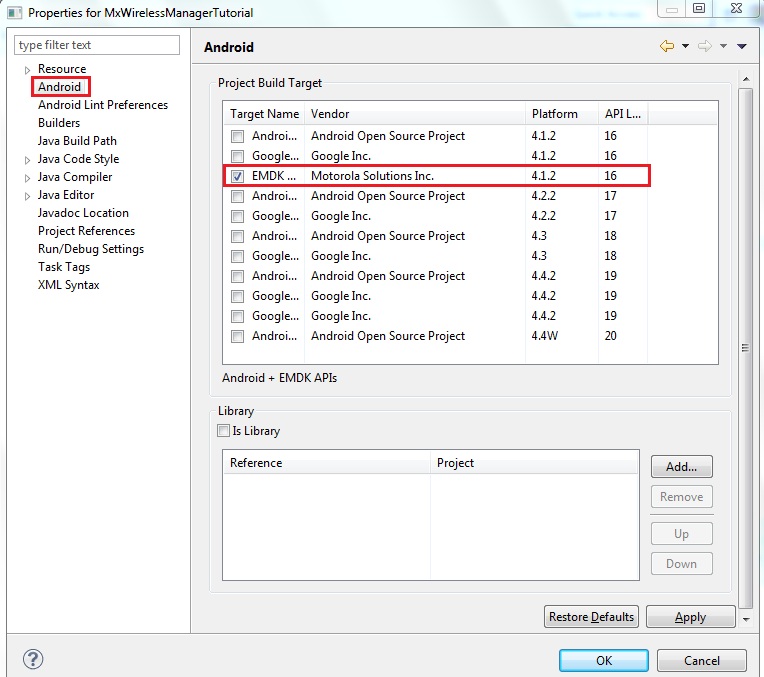 Properties for MxWirelessManagerTutorial
type filter text
Resource
Android
Android Lint Preferences
Builders
Java Build Path
Java Code Style
Java Compiler
Java Editor
Javadoc Location
Project References
Run/Debug Settings
Task Tags
XML Syntax
Android
Project Build Target
Target Name Vendor Platform API L...
Androi... Android Open Source Project 4.1.2 16
Google... Google Inc. 4.1.2 16
EMDK ... Motorola Solutions Inc. 4.1.2 16
Androi... Android Open Source Project 4.2.2 17
Google... Google Inc. 4.2.2 17
Androi... Android Open Source Project 4.3 18
Google... Google Inc. 4.3 18
Androi... Android Open Source Project 4.4.2 19
Google... Google Inc. 4.4.2 19
Google... Google Inc. 4.4.2 19
Androi... Android Open Source Project 4.4W 20
Android + EMDK APIs
Library
Is Library
Reference Project
Add...
Remove
Up
Down
Restore Defaults Apply
? OK Cancel